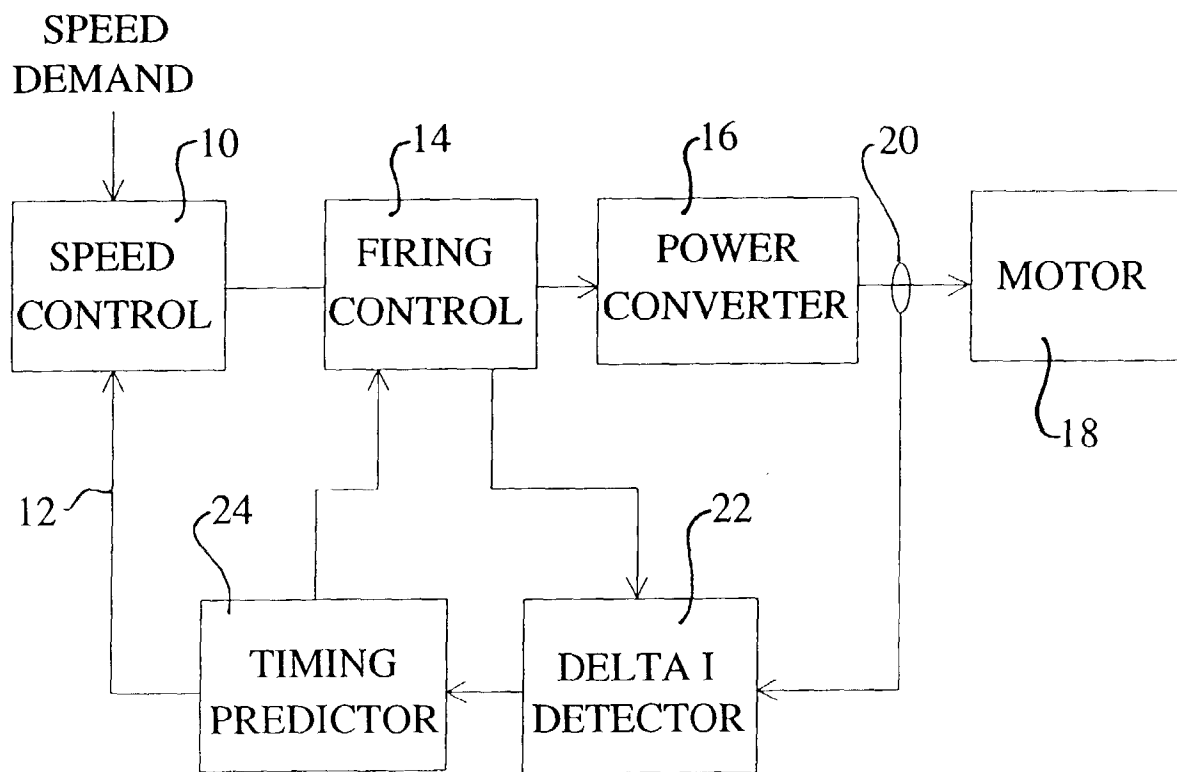 SPEED
DEMAND
10
14
16
20
SPEED
CONTROL
FIRING
CONTROL
POWER
CONVERTER
MOTOR
18
12
24
22
TIMING
PREDICTOR
DELTA I
DETECTOR